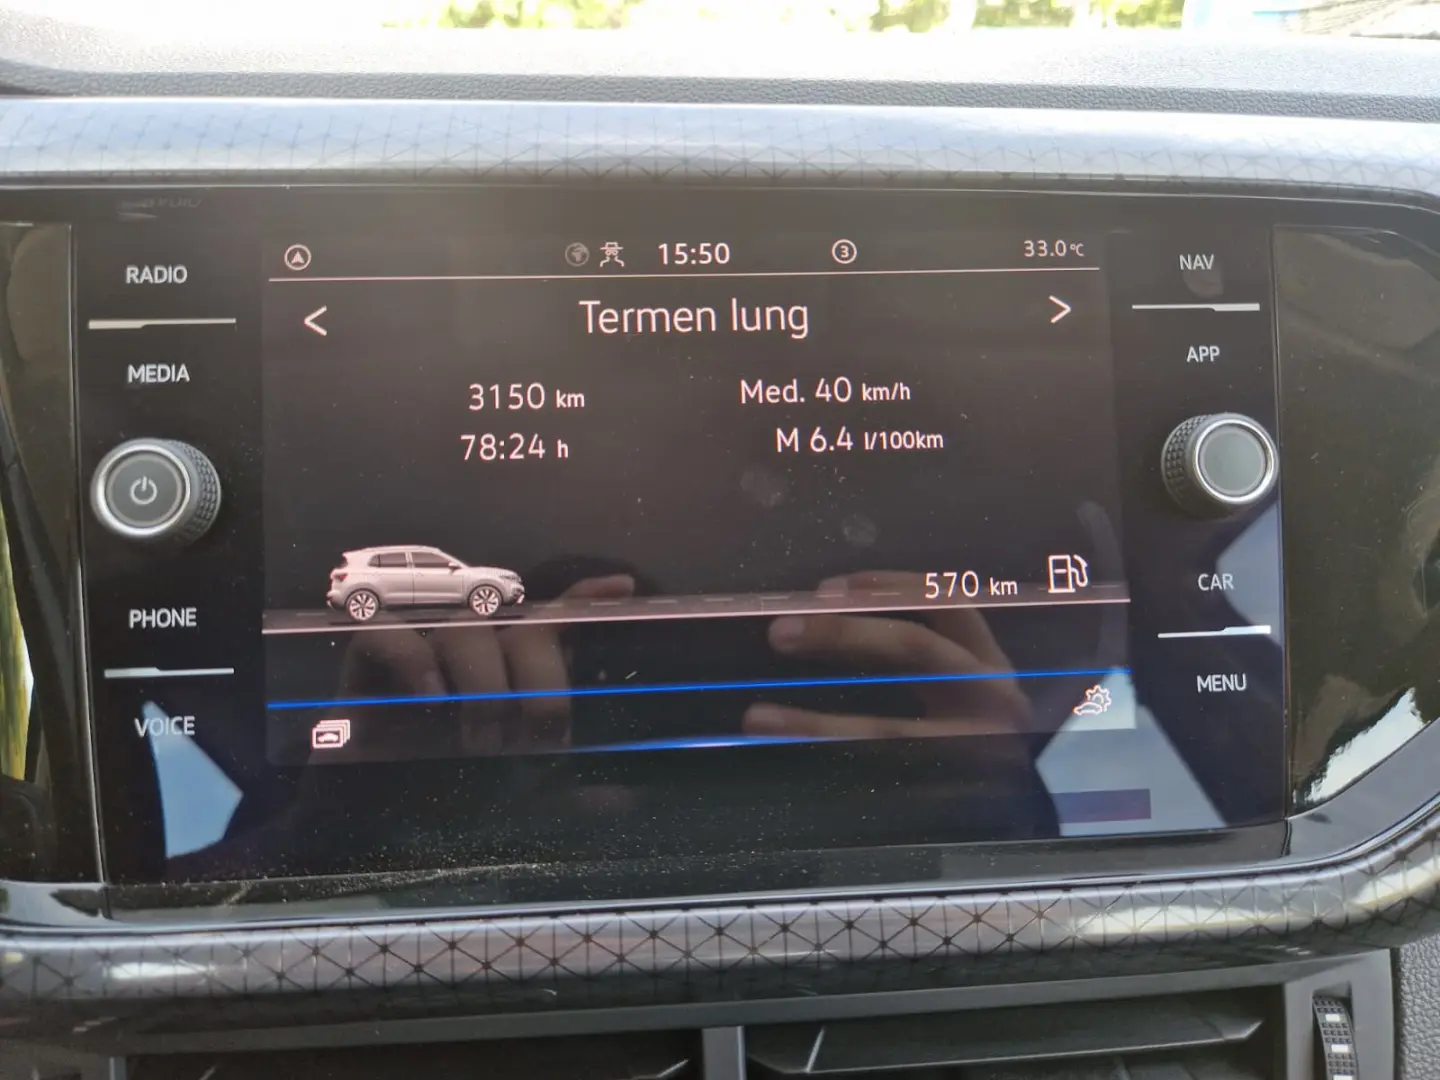 RADIO
MEDIA
PHONE
VOICE
15:50
3
33.0°C
< Termen lung >
3150 km
Med. 40 km/h
78:24 h
M 6.4 l/100km
570 km
NAV
APP
CAR
MENU